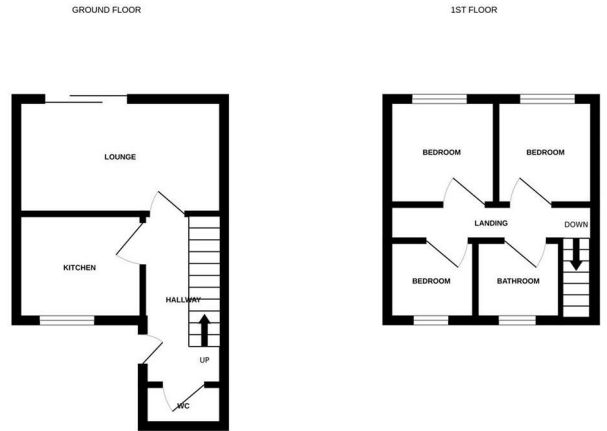 GROUND FLOOR
LOUNGE
KITCHEN
HALLWAY
UP
WC
1ST FLOOR
BEDROOM
BEDROOM
LANDING
DOWN
BEDROOM
BATHROOM